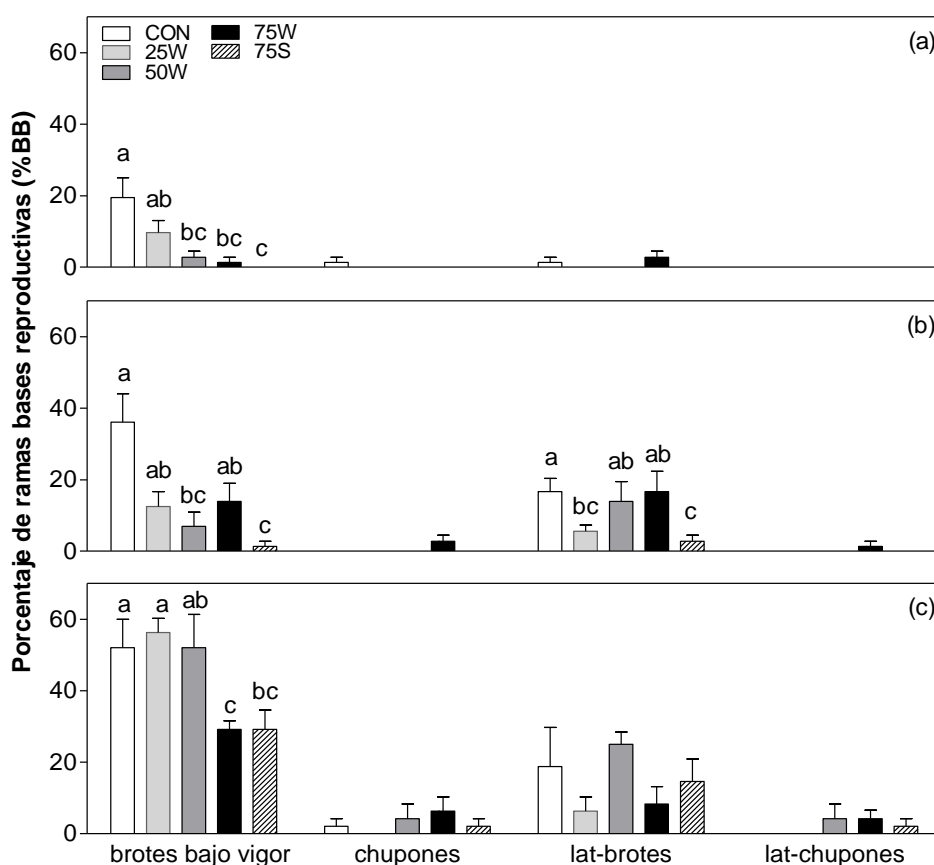 Porcentaje de ramas bases reproductivas (%BB)
CON
25W
50W
75W
75S
(a)
60
40
20
0
a
ab
bc
bc
c
(b)
60
40
20
0
a
ab
bc
ab
c
a
bc
ab
ab
c
(c)
60
40
20
0
a
a
ab
c
bc
brotes bajo vigor
chupones
lat-brotes
lat-chupones